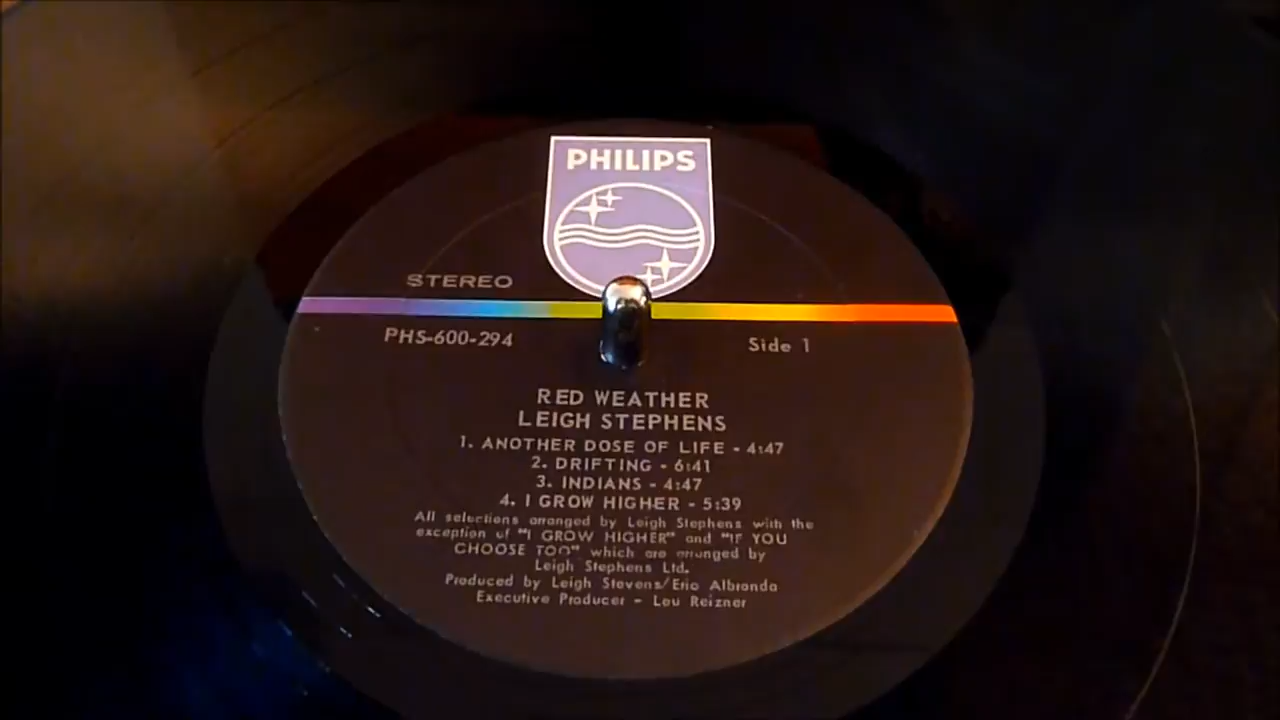 PHILIPS
STEREO
PHS-600-294
Side 1
RED WEATHER
LEIGH STEPHENS
1. ANOTHER DOSE OF LIFE - 4:47
2. DRIFTING - 6:41
3. INDIANS - 4:47
4. I GROW HIGHER - 5:39
All selections arranged by Leigh Stephens with the
exception of "I GROW HIGHER" and "IF YOU
CHOOSE TOO" which are arranged by
Leigh Stephens Ltd.
Produced by Leigh Stevens/Eric Albronda
Executive Producer - Lou Reizner